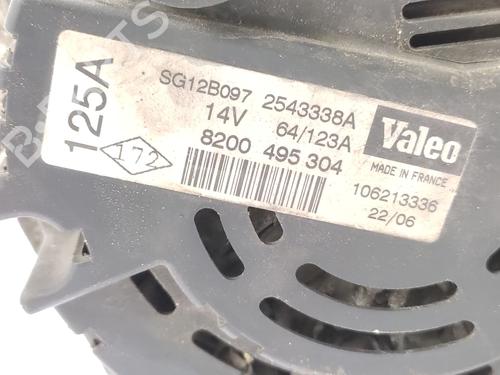 125A
172
SG12B097 2543338A
14V 64/123A
8200 495 304
Valeo
MADE IN FRANCE
106213336
22/06